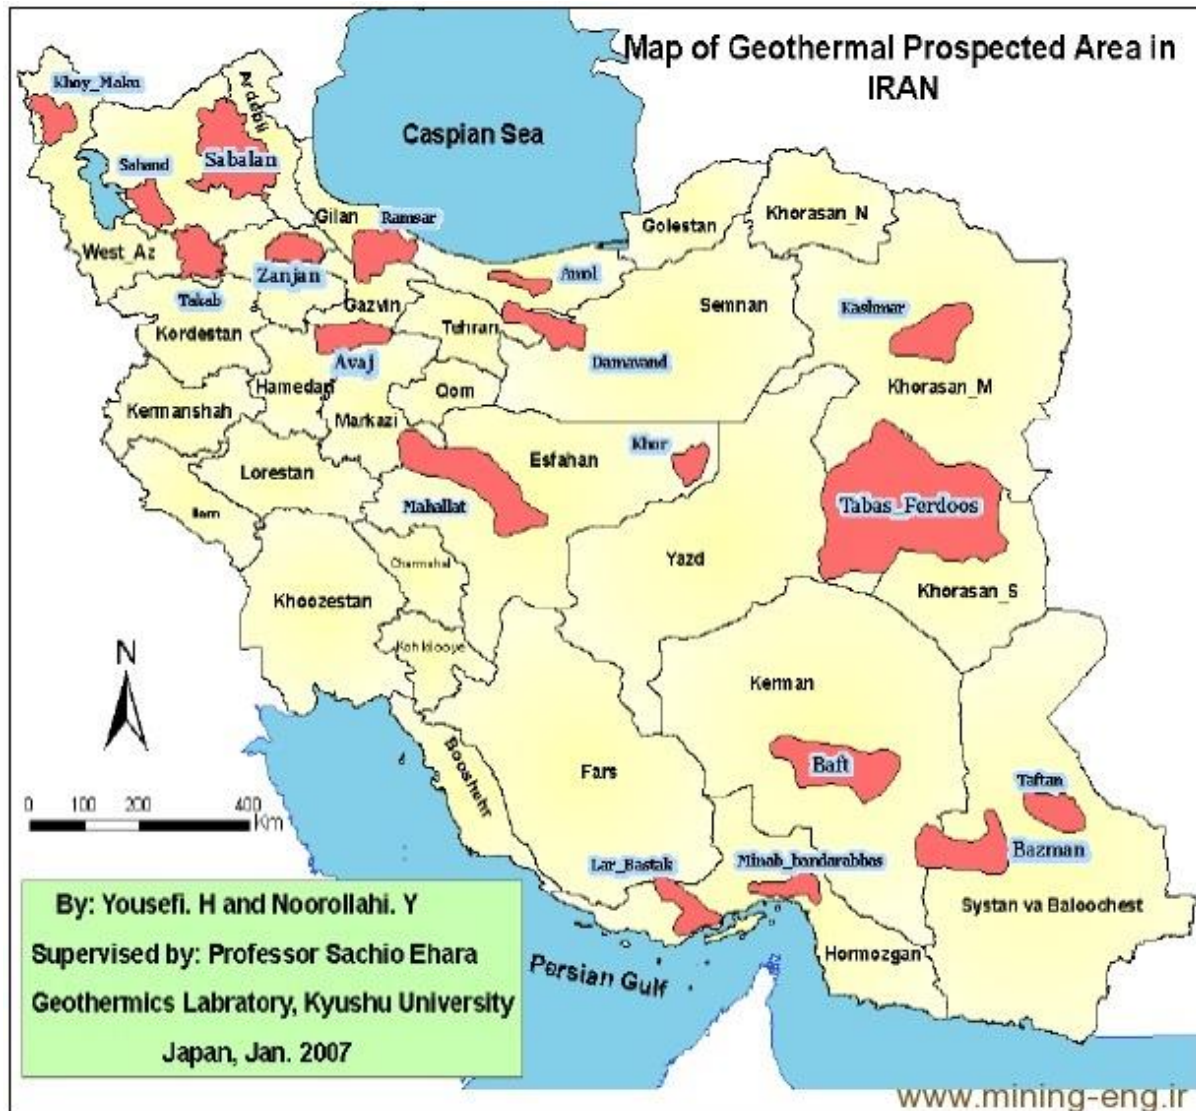 Map of Geothermal Prospected Area in
IRAN
Khoy_Maku
Ardebil
Caspian Sea
Sahand
Sabalan
Gilan
Ramsar
Golestan
Khorasan_N
West_Az
Zanjan
Amol
Takab
Gazvin
Semnan
Kashmar
Kordestan
Tehran
Avaj
Damavand
Hamedan
Qom
Khorasan_M
Kermanshah
Markazi
Khor
Esfahan
Lorestan
Mahallat
Tabas_Ferdoos
Ilam
Yazd
Charmahal
Khoozestan
Khorasan_S
Kohkilooye
N
Kerman
Booshehr
Fars
Baft
Taftan
0 100 200 400
Km
Bazman
Lar_Bastak
Minab_bandarabbas
Systan va Baloochest
Hormozgan
Persian Gulf
By: Yousefi. H and Noorollahi. Y
Supervised by: Professor Sachio Ehara
Geothermics Labratory, Kyushu University
Japan, Jan. 2007
www.mining-eng.ir